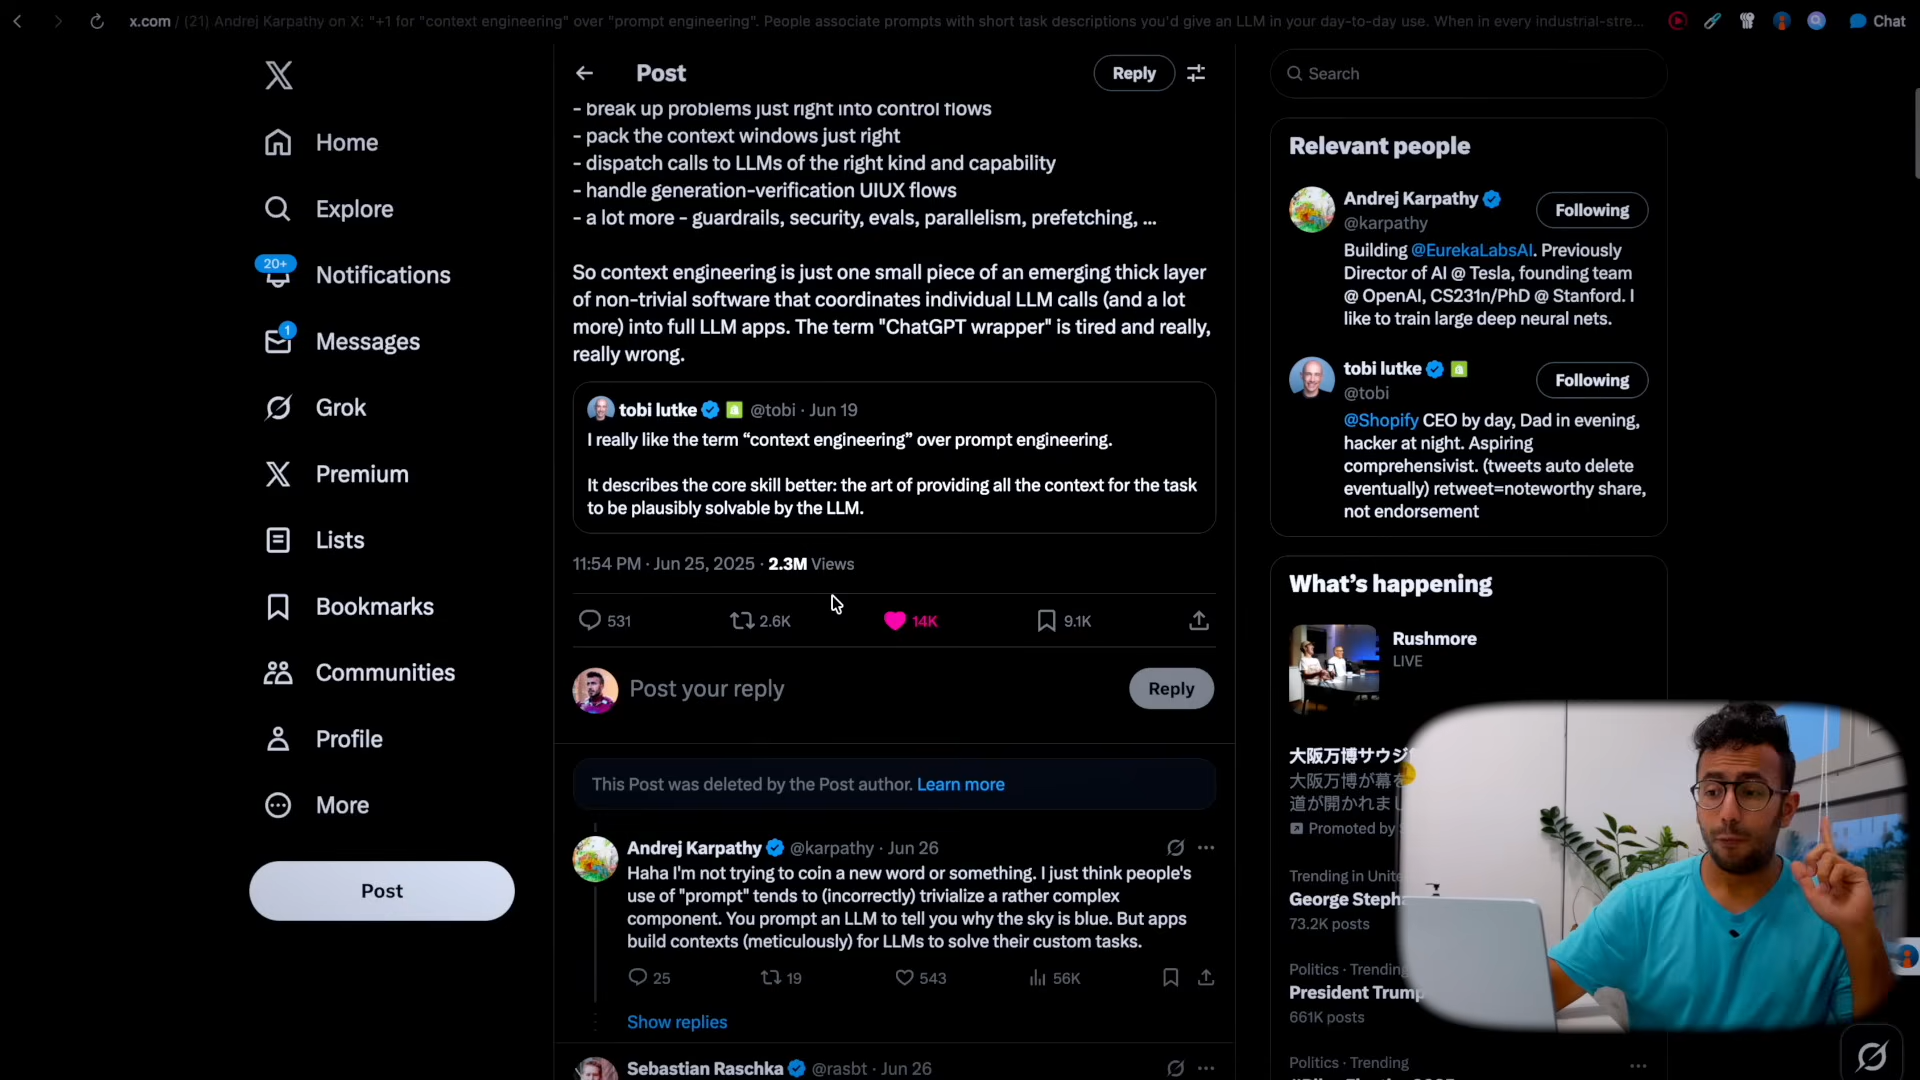 x.com / (21) Andrej Karpathy on X: "+1 for "context engineering" over "prompt engineering". People associate prompts with short task descriptions you'd give an LLM in your day-to-day use. When in every industrial-stre...
Chat
Home
Explore
20+
Notifications
1
Messages
Grok
Premium
Lists
Bookmarks
Communities
Profile
More
Post
Post
Reply
- break up problems just right into control flows
- pack the context windows just right
- dispatch calls to LLMs of the right kind and capability
- handle generation-verification UIUX flows
- a lot more - guardrails, security, evals, parallelism, prefetching, ...
So context engineering is just one small piece of an emerging thick layer
of non-trivial software that coordinates individual LLM calls (and a lot
more) into full LLM apps. The term "ChatGPT wrapper" is tired and really,
really wrong.
tobi lutke @tobi · Jun 19
I really like the term “context engineering” over prompt engineering.
It describes the core skill better: the art of providing all the context for the task
to be plausibly solvable by the LLM.
11:54 PM · Jun 25, 2025 · 2.3M Views
531 2.6K 14K 9.1K
Post your reply
Reply
This Post was deleted by the Post author. Learn more
Andrej Karpathy @karpathy · Jun 26
Haha I'm not trying to coin a new word or something. I just think people's
use of "prompt" tends to (incorrectly) trivialize a rather complex
component. You prompt an LLM to tell you why the sky is blue. But apps
build contexts (meticulously) for LLMs to solve their custom tasks.
25 19 543 56K
Show replies
Sebastian Raschka @rasbt · Jun 26
Search
Relevant people
Andrej Karpathy
@karpathy
Following
Building @EurekaLabsAI. Previously
Director of AI @ Tesla, founding team
@ OpenAI, CS231n/PhD @ Stanford. I
like to train large deep neural nets.
tobi lutke
@tobi
Following
@Shopify CEO by day, Dad in evening,
hacker at night. Aspiring
comprehensivist. (tweets auto delete
eventually) retweet=noteworthy share,
not endorsement
What's happening
Rushmore
LIVE
大阪万博サウジ
大阪万博が幕を
道が開かれまし
Promoted by
Trending in Unite
George Steph
73.2K posts
Politics · Trending
President Trump
661K posts
Politics · Trending